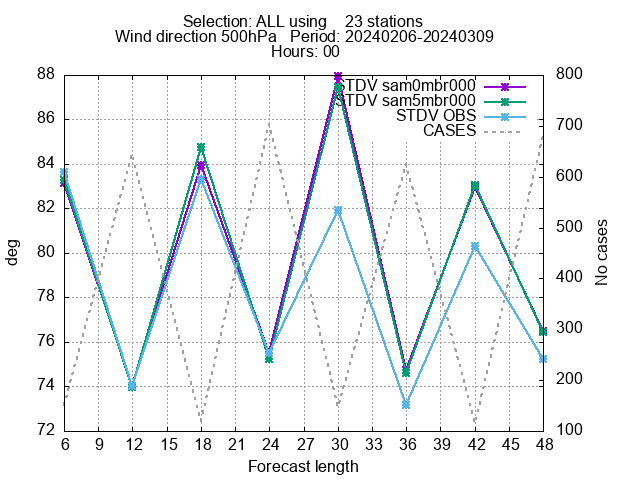 Selection: ALL using 23 stations
Wind direction 500hPa Period: 20240206-20240309
Hours: 00
88 800
STDV sam0mbr000
STDV sam5mbr000
86 STDV OBS 700
CASES
84 600
82 500
deg 80 No cases 400
78 300
76
74 200
72 100
6 9 12 15 18 21 24 27 30 33 36 39 42 45 48
Forecast length